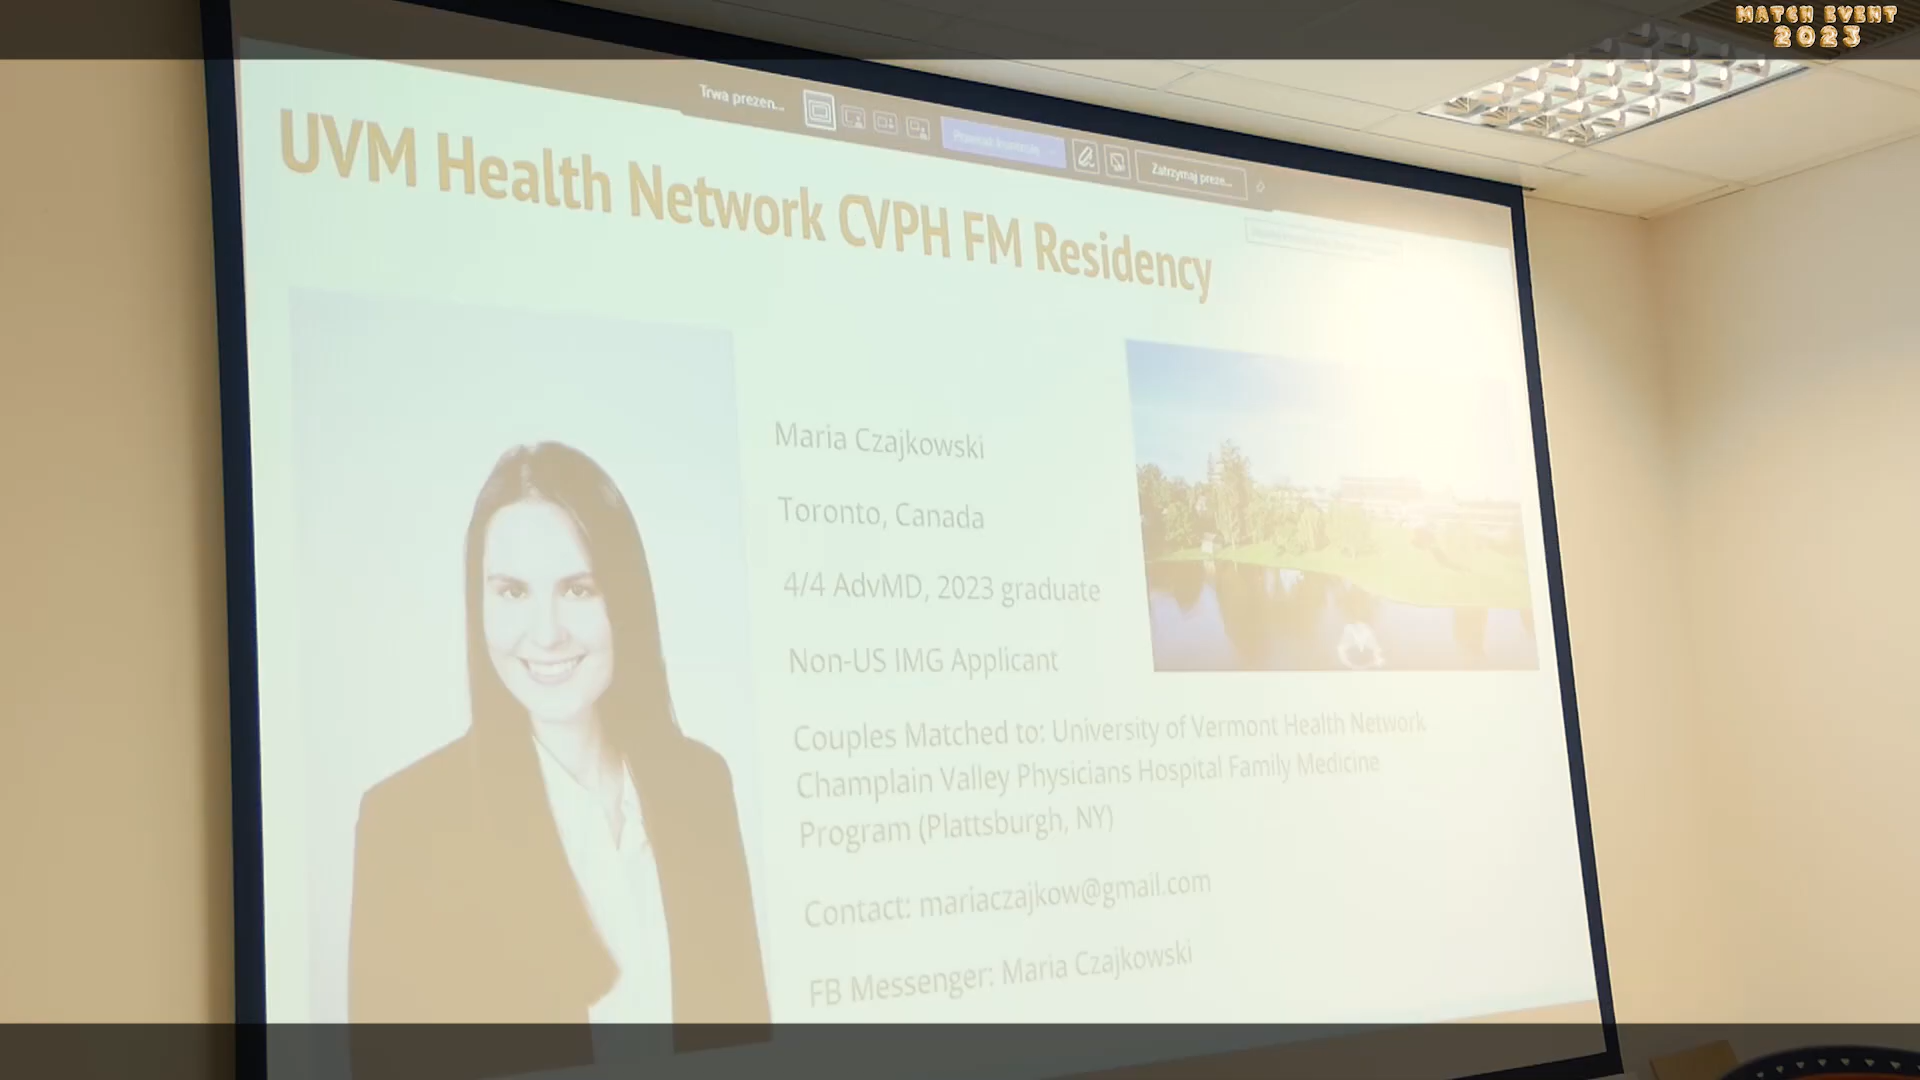 MATCH EVENT
2023
Trwa prezen...
Zatrzymaj preze...
UVM Health Network CVPH FM Residency
Maria Czajkowski
Toronto, Canada
4/4 AdvMD, 2023 graduate
Non-US IMG Applicant
Couples Matched to: University of Vermont Health Network
Champlain Valley Physicians Hospital Family Medicine
Program (Plattsburgh, NY)
Contact: mariaczajkow@gmail.com
FB Messenger: Maria Czajkowski